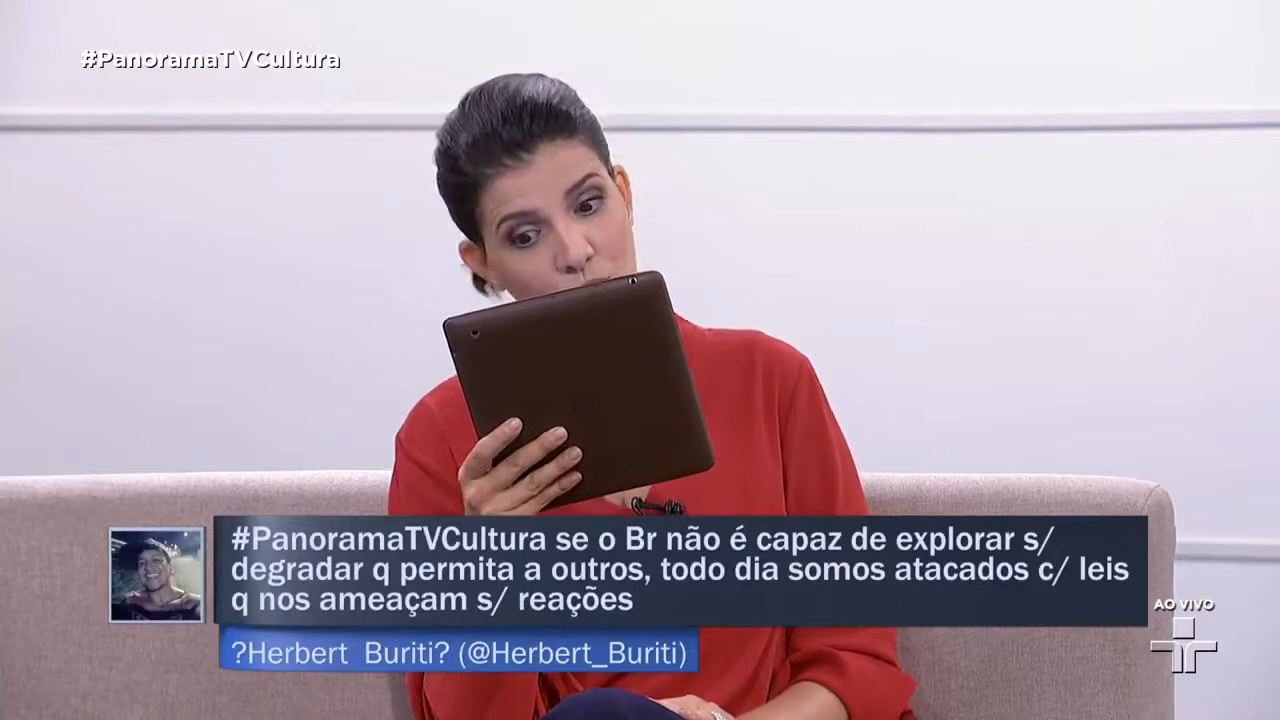 #PanoramaTVCultura
#PanoramaTVCultura se o Br não é capaz de explorar s/
degradar q permita a outros, todo dia somos atacados c/ leis
q nos ameaçam s/ reações
AO VIVO
?Herbert Buriti? (@Herbert_Buriti)